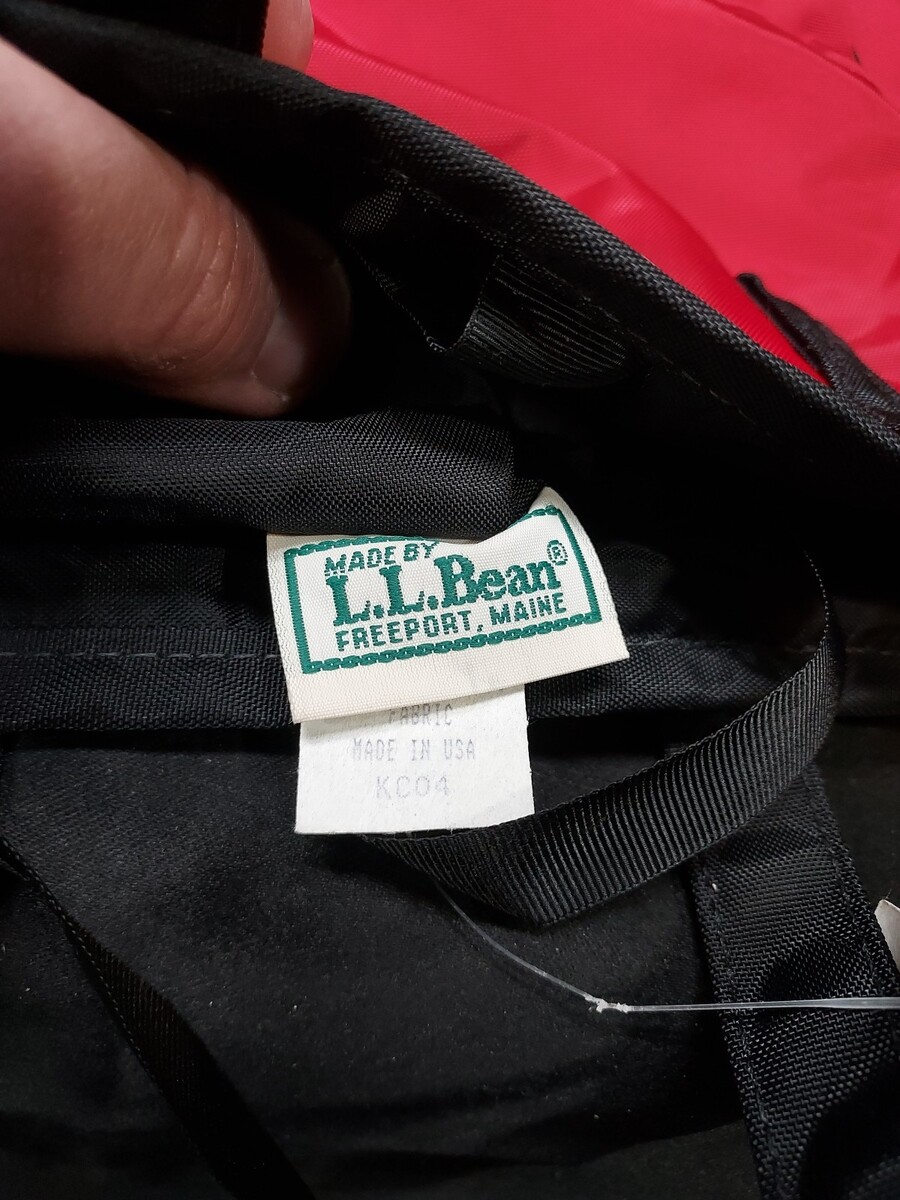 MADE BY
L.L.Bean®
FREEPORT, MAINE
FABRIC
MADE IN USA
KC04